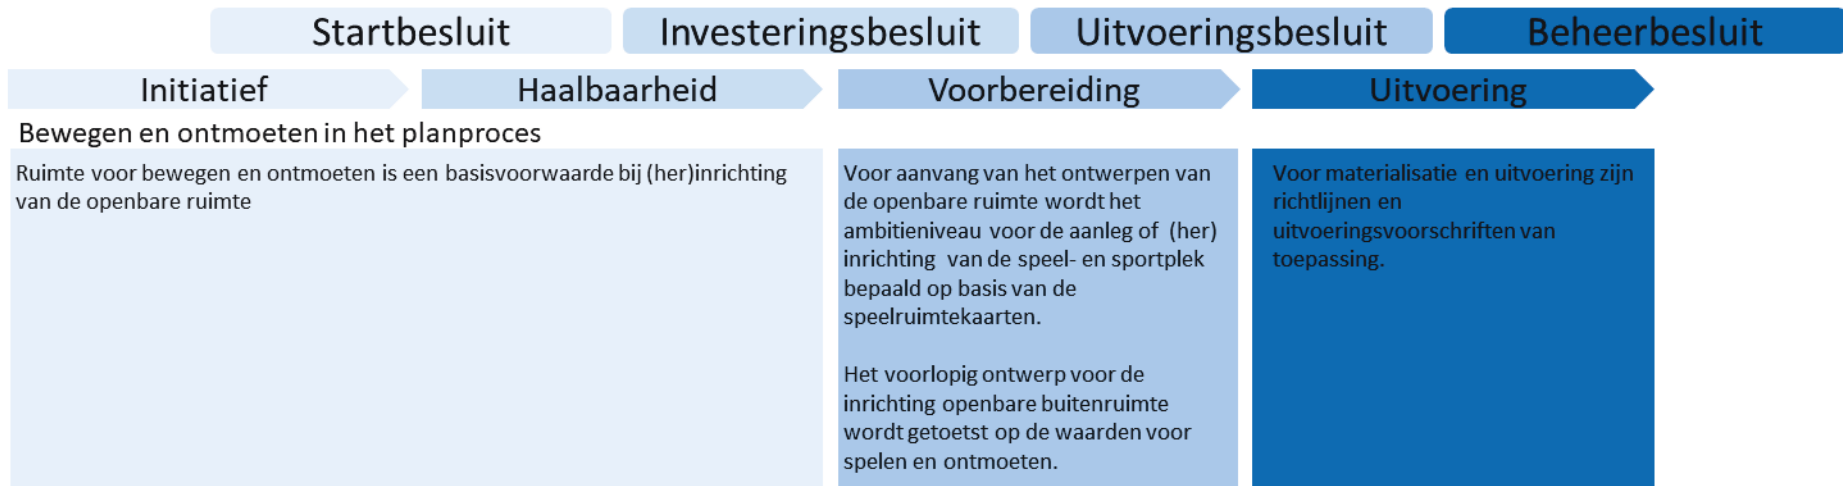 Startbesluit
Investeringsbesluit
Uitvoeringsbesluit
Beheerbesluit
Initiatief
Haalbaarheid
Voorbereiding
Uitvoering
Bewegen en ontmoeten in het planproces
Ruimte voor bewegen en ontmoeten is een basisvoorwaarde bij (her)inrichting
van de openbare ruimte
Voor aanvang van het ontwerpen van
de openbare ruimte wordt het
ambitieniveau voor de aanleg of (her)
inrichting van de speel- en sportplek
bepaald op basis van de
speelruimtekaarten.
Het voorlopig ontwerp voor de
inrichting openbare buitenruimte
wordt getoetst op de waarden voor
spelen en ontmoeten.
Voor materialisatie en uitvoering zijn
richtlijnen en
uitvoeringsvoorschriften van
toepassing.